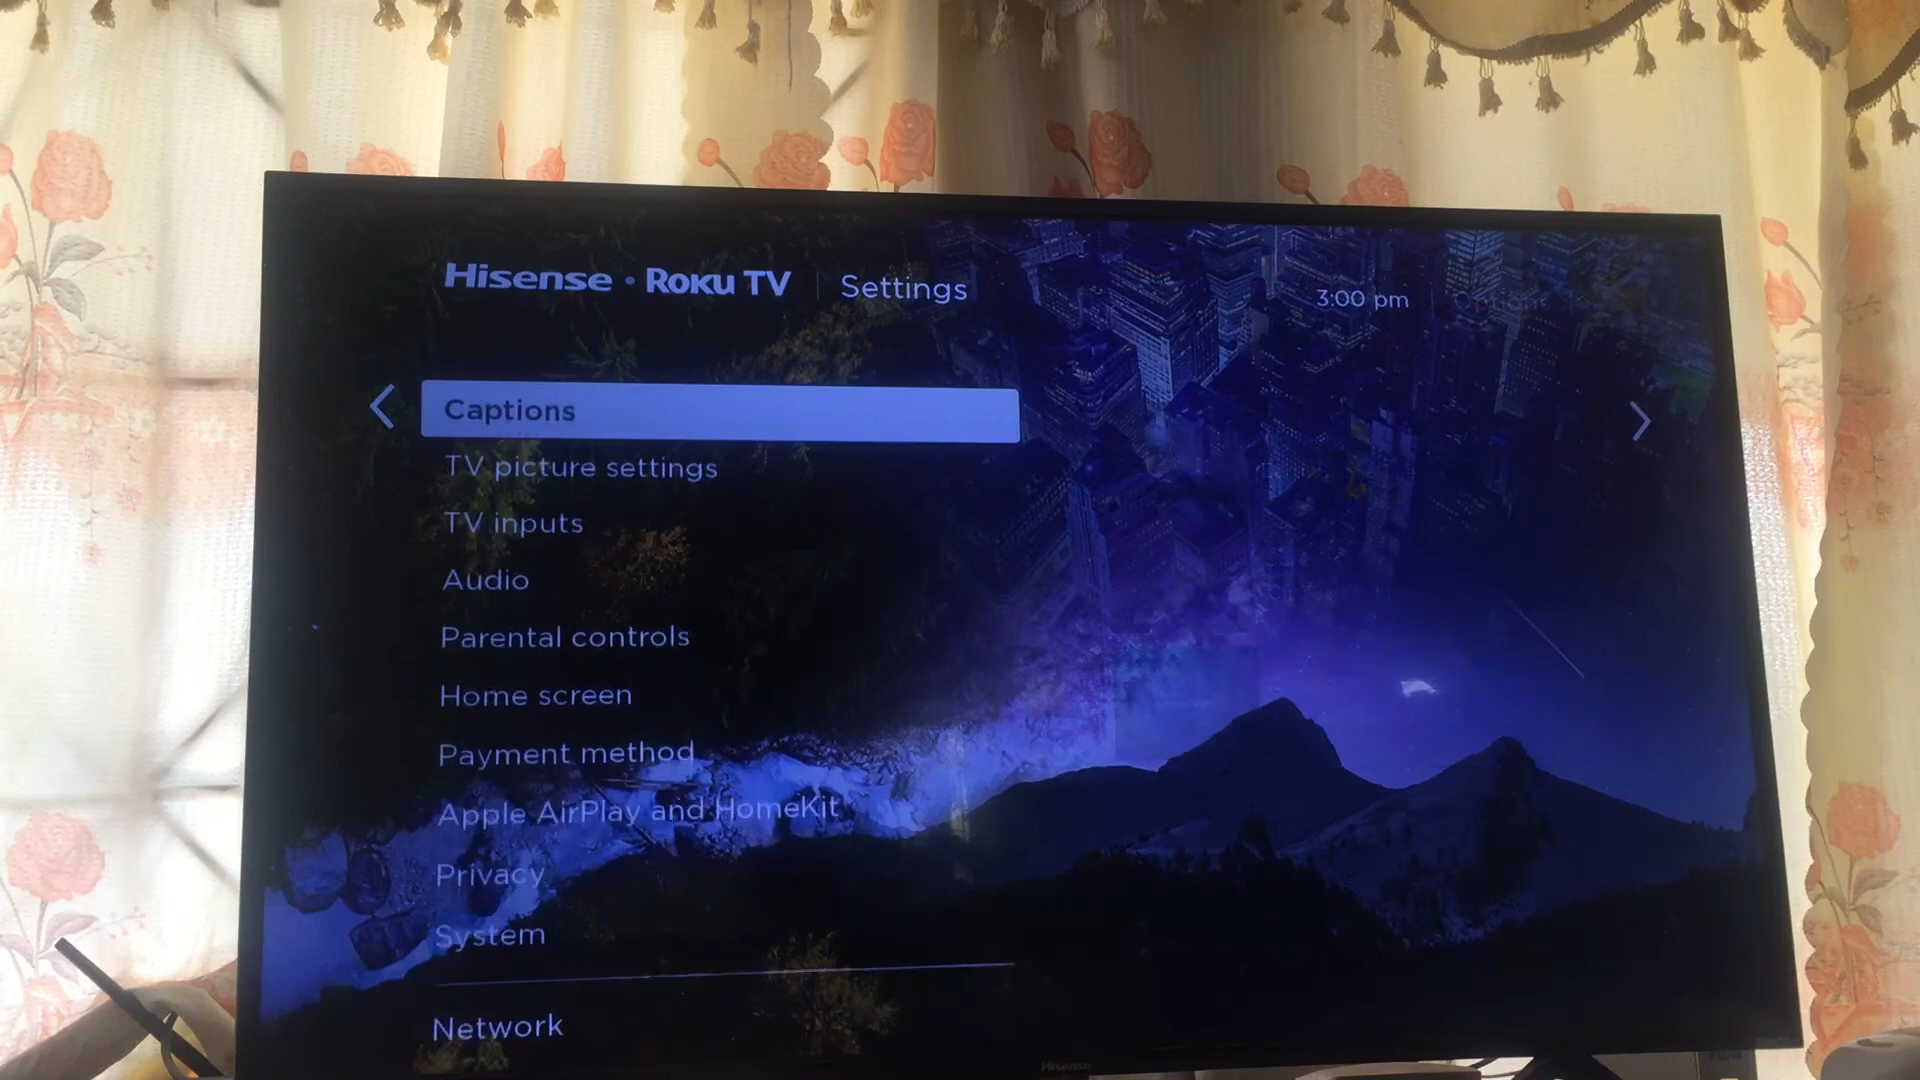 Hisense • Roku TV | Settings
3:00 pm
Captions
TV picture settings
TV inputs
Audio
Parental controls
Home screen
Payment method
Apple AirPlay and HomeKit
Privacy
System
Network
Hisense